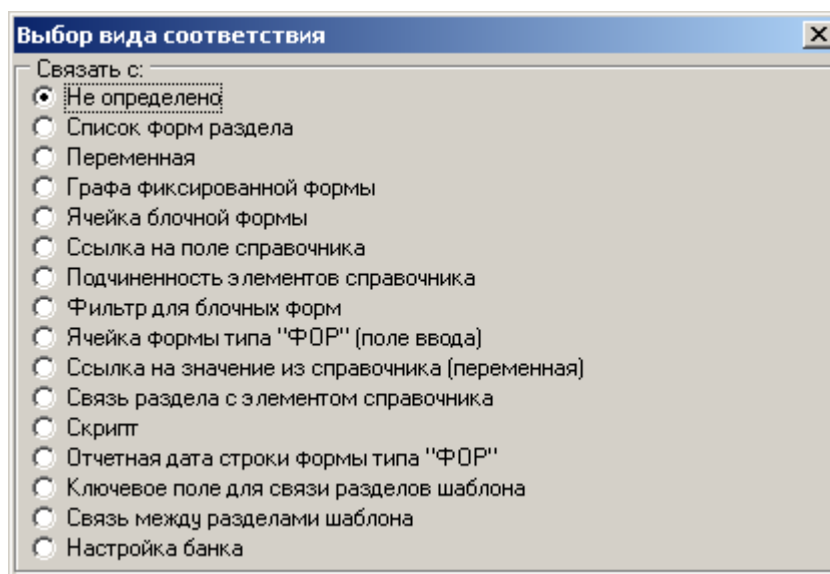 Выбор вида соответствия
Связать с:
Не определено
Список форм раздела
Переменная
Графа фиксированной формы
Ячейка блочной формы
Ссылка на поле справочника
Подчиненность элементов справочника
Фильтр для блочных форм
Ячейка формы типа "ФОР" (поле ввода)
Ссылка на значение из справочника (переменная)
Связь раздела с элементом справочника
Скрипт
Отчетная дата строки формы типа "ФОР"
Ключевое поле для связи разделов шаблона
Связь между разделами шаблона
Настройка банка